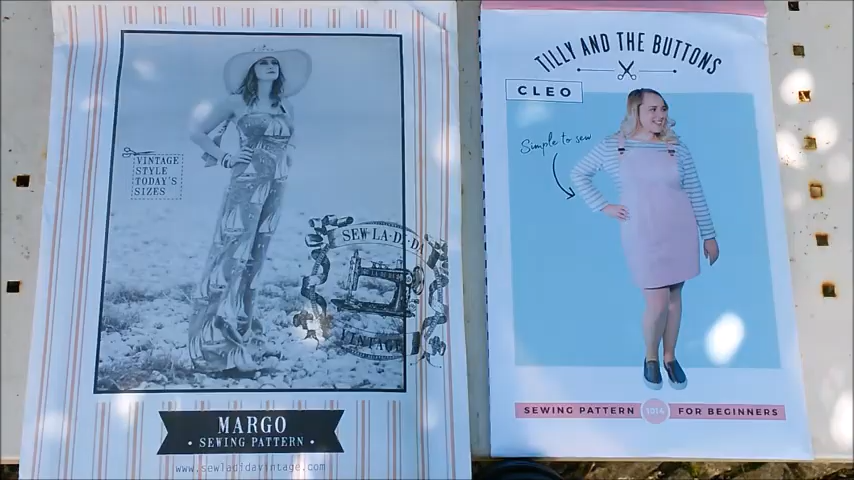 VINTAGE
STYLE
TODAY'S
SIZES
SEW LA DI DA
VINTAGE
MARGO
SEWING PATTERN
www.sewladidavintage.com
TILLY AND THE BUTTONS
CLEO
Simple to sew
SEWING PATTERN 1014 FOR BEGINNERS